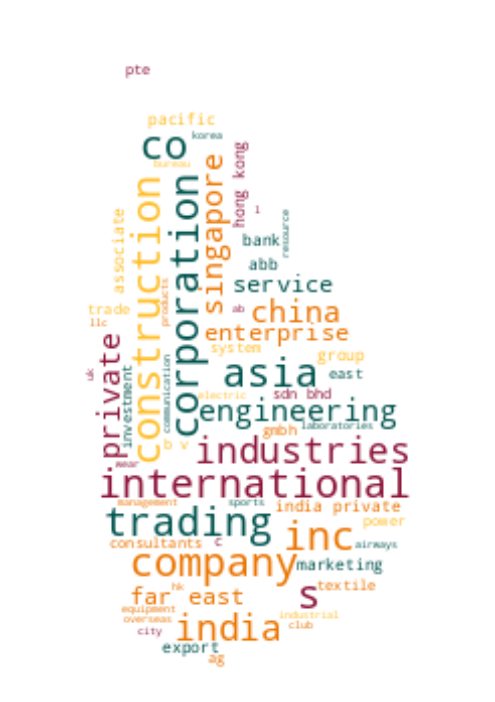 pte
pacific
korea
co
bureau
hong kong
singapore
construction
corporation
associate
l
resource
bank
abb
service
products
trade
ab
china
llc
enterprise
private
system
group
investment
communication
uk
asia
east
electric
sdn bhd
engineering
gmbh
laboratories
b v
industries
wear
international
management
sports
india private
trading
power
inc
consultants
c
airways
company
marketing
hk
textile
far east
s
equipment
overseas
industrial
india
club
city
export
ag